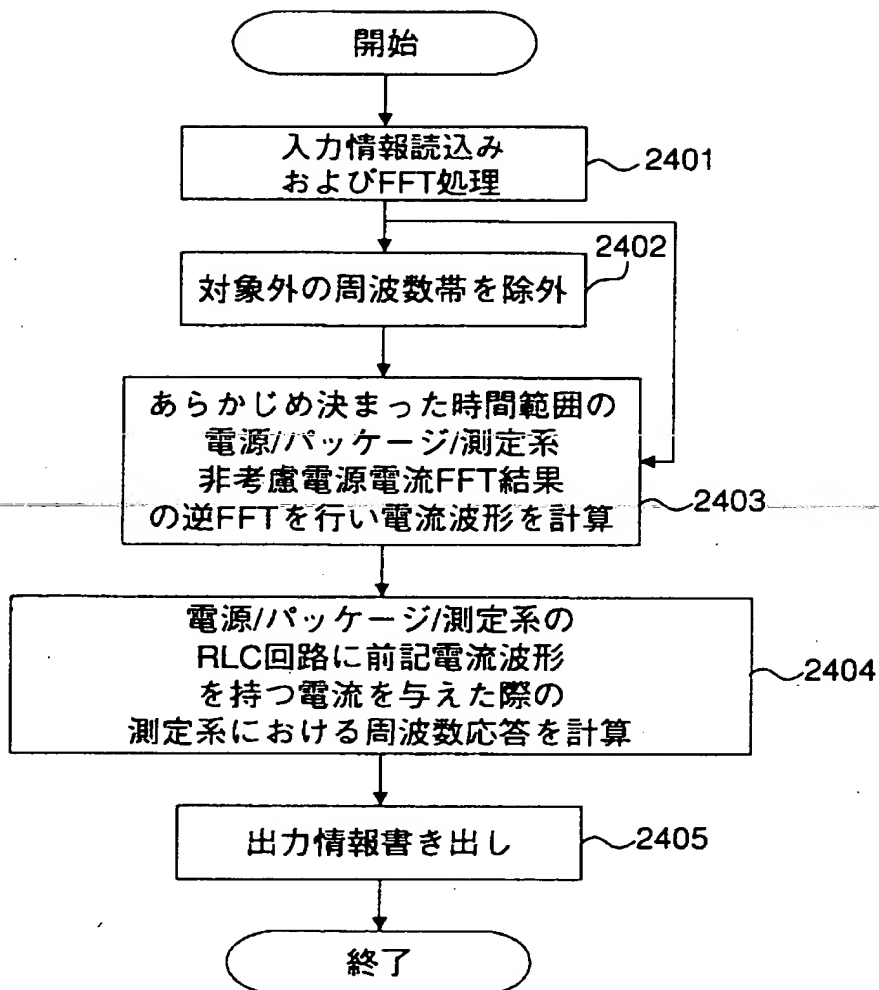 開始
入力情報読込み
およびFFT処理
2401
2402
対象外の周波数帯を除外
あらかじめ決まった時間範囲の
電源/パッケージ/測定系
非考慮電源電流FFT結果
の逆FFTを行い電流波形を計算
2403
電源/パッケージ/測定系の
RLC回路に前記電流波形
を持つ電流を与えた際の
測定系における周波数応答を計算
2404
出力情報書き出し
2405
終了